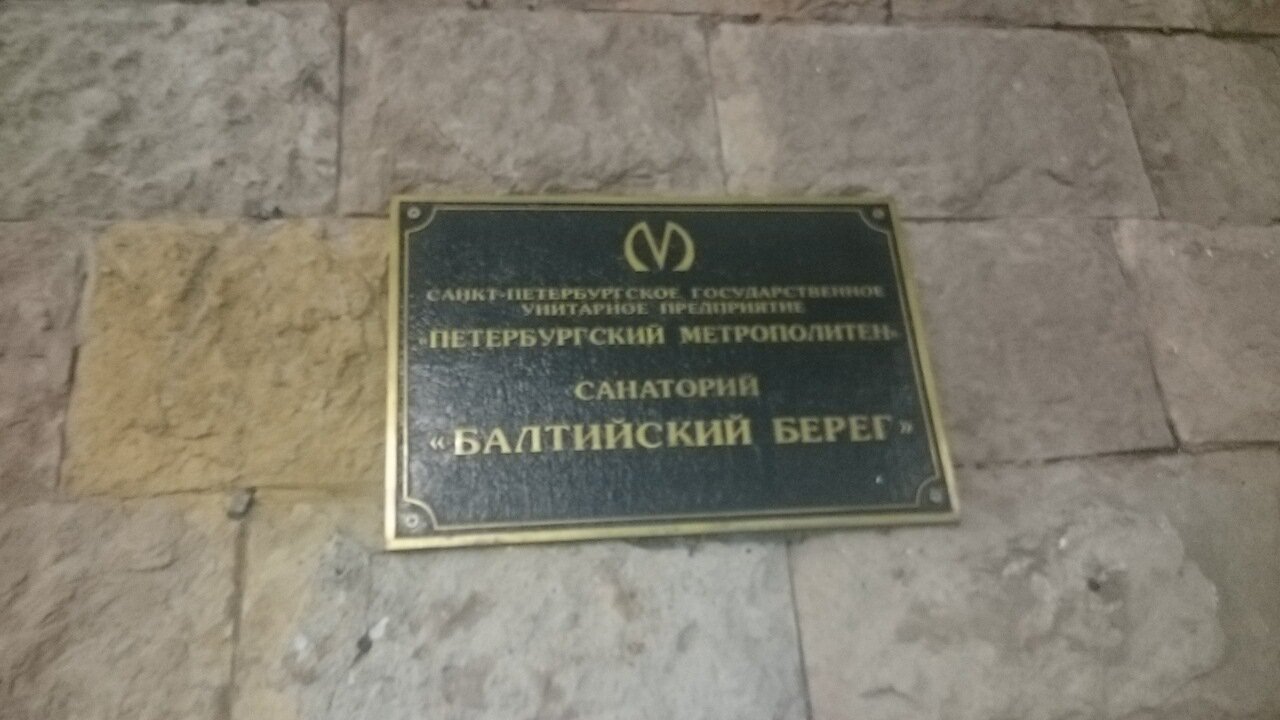 САНКТ-ПЕТЕРБУРГСКОЕ ГОСУДАРСТВЕННОЕ
УНИТАРНОЕ ПРЕДПРИЯТИЕ
«ПЕТЕРБУРГСКИЙ МЕТРОПОЛИТЕН»
САНАТОРИЙ
«БАЛТИЙСКИЙ БЕРЕГ»